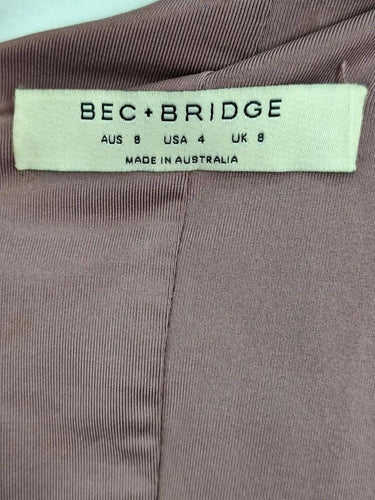 BEC+BRIDGE
AUS 8 USA 4 UK 8
MADE IN AUSTRALIA